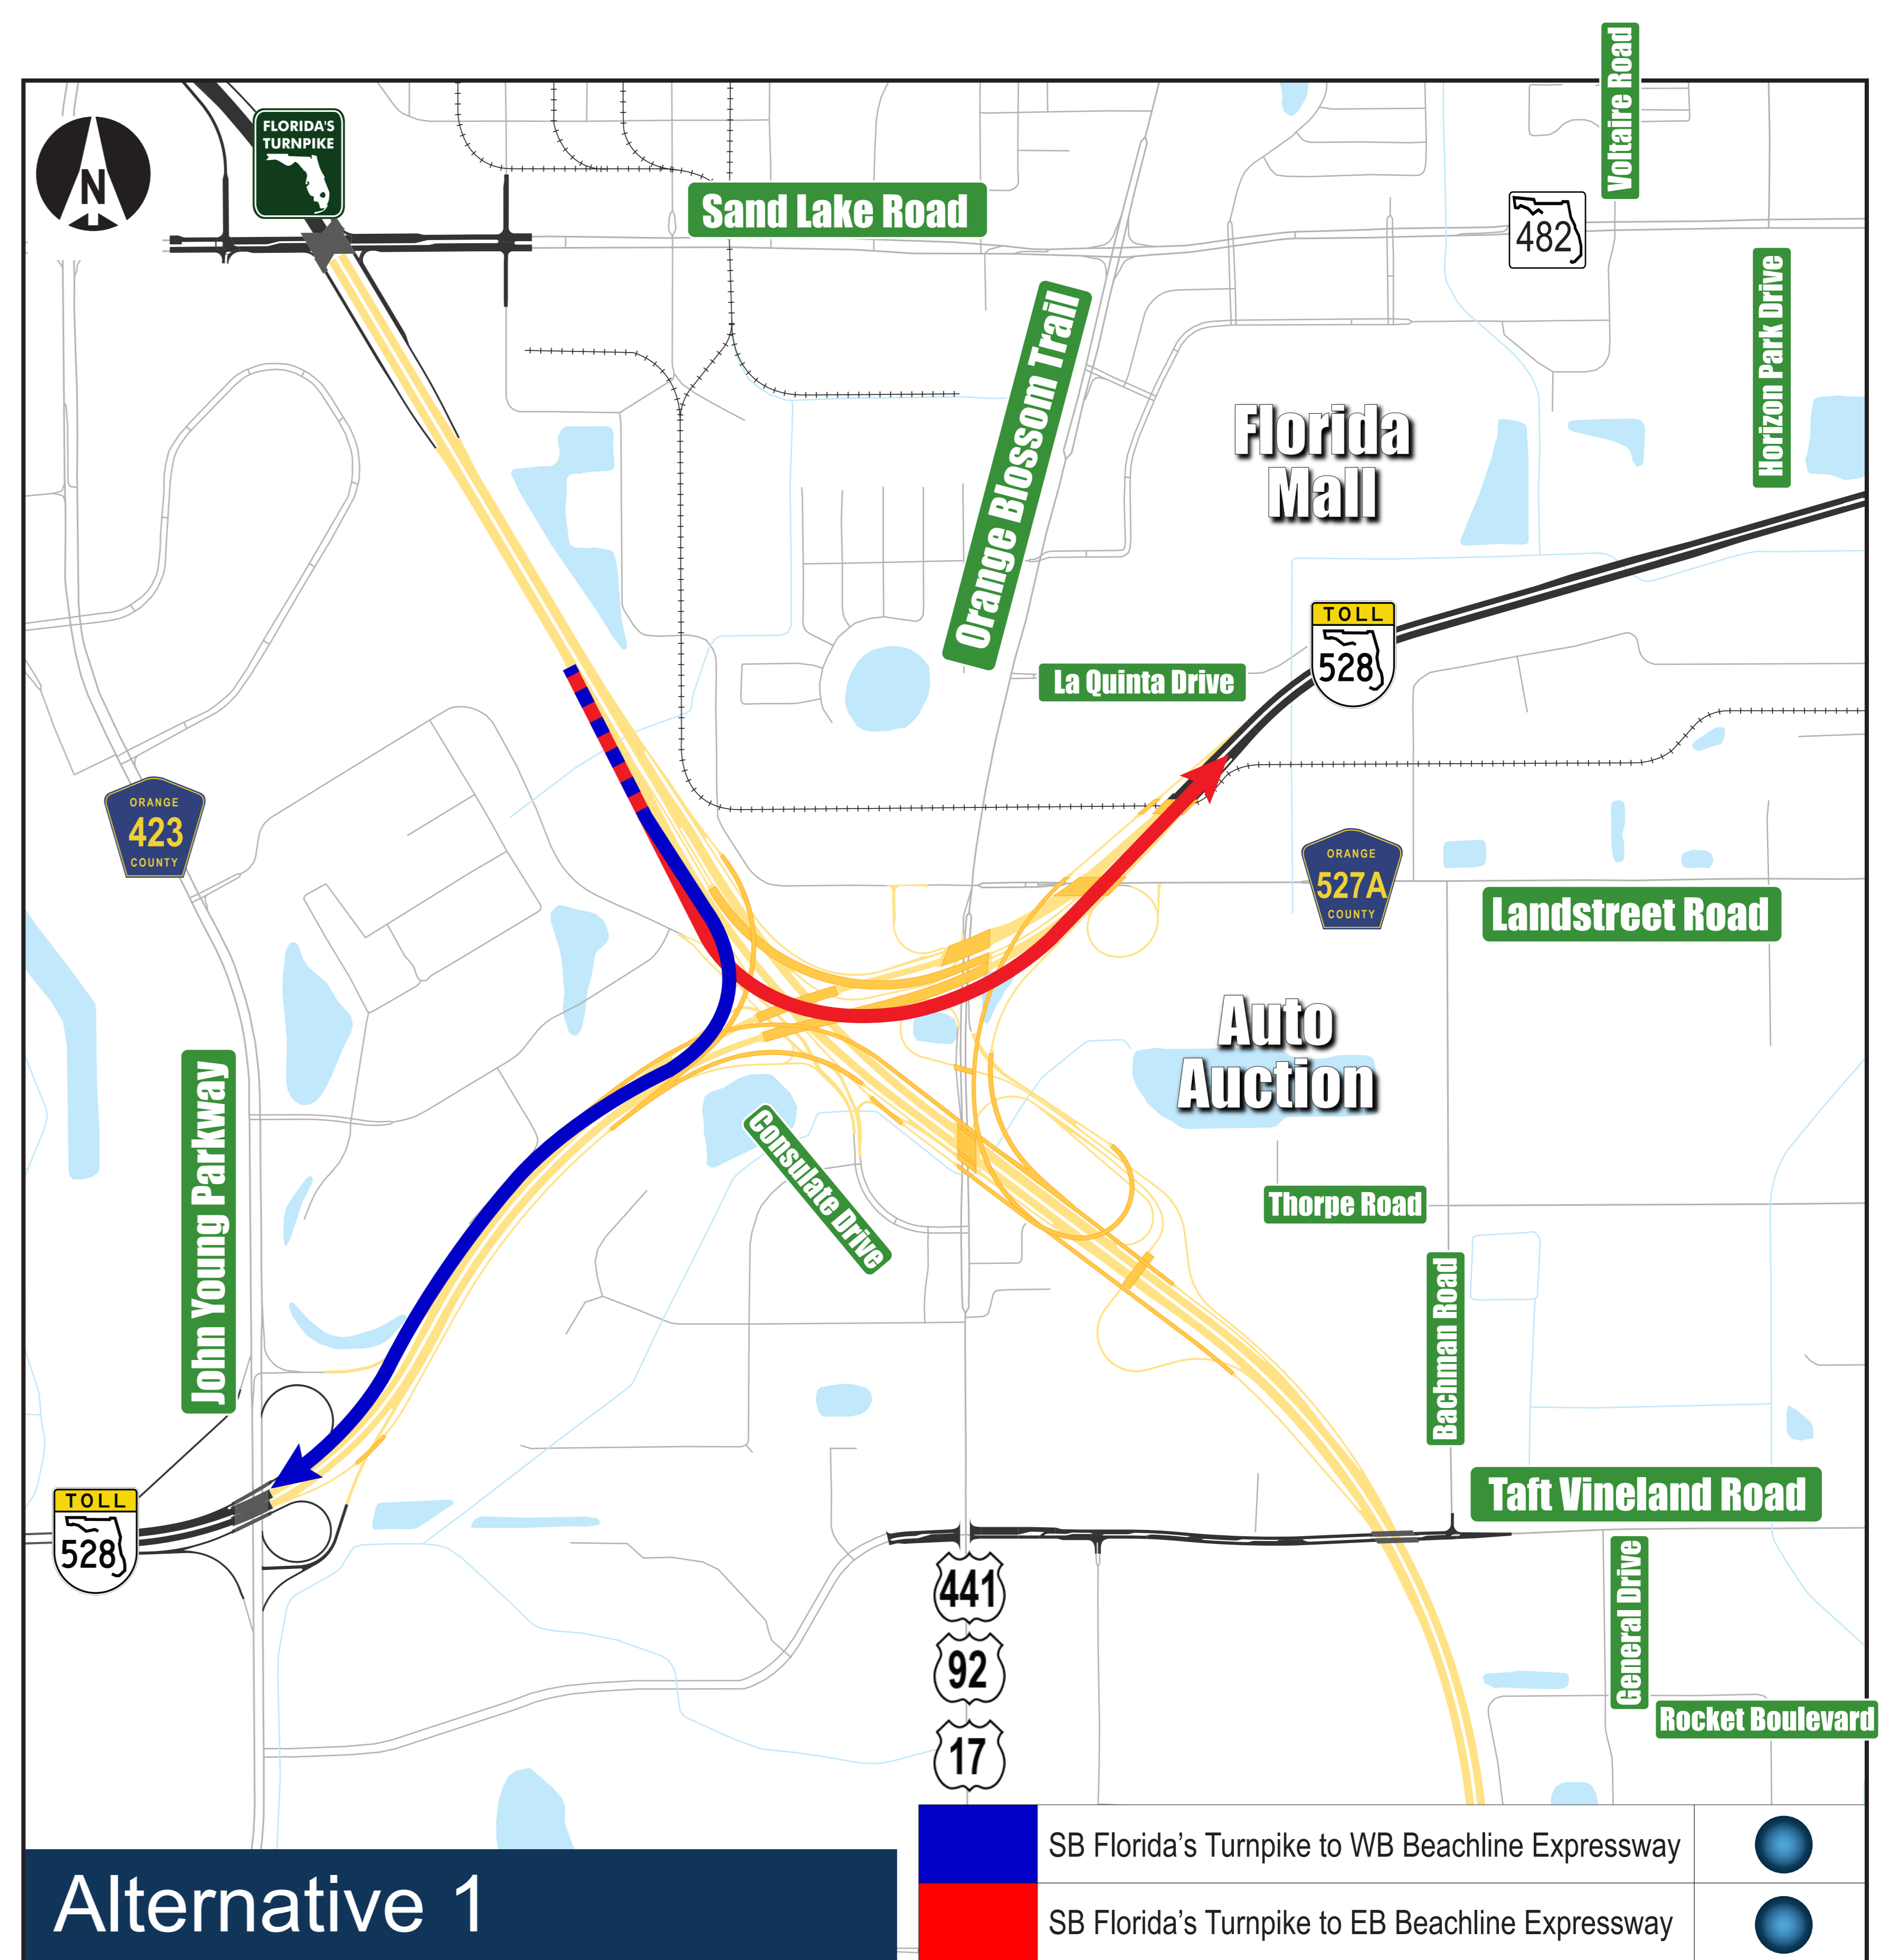 Voltaire Road
FLORIDA'S
TURNPIKE
N
Sand Lake Road
482
Horizon Park Drive
Orange Blossom Trail
Florida
Mall
TOLL
528
La Quinta Drive
ORANGE
423
COUNTY
ORANGE
527A
COUNTY
Landstreet Road
Auto
Auction
John Young Parkway
Consulate Drive
Thorpe Road
Bachman Road
TOLL
528
Taft Vineland Road
441
92
17
General Drive
Rocket Boulevard
SB Florida’s Turnpike to WB Beachline Expressway
Alternative 1
SB Florida’s Turnpike to EB Beachline Expressway